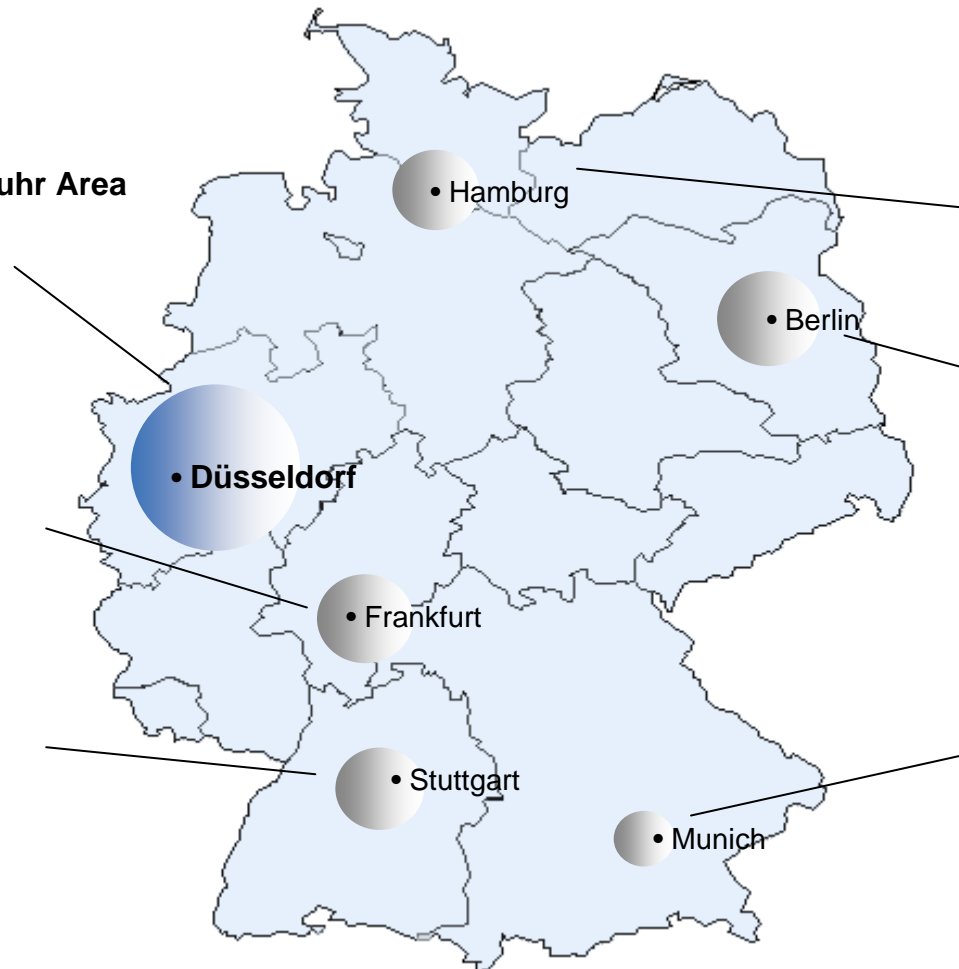 uhr Area
Hamburg
Berlin
Düsseldorf
Frankfurt
Stuttgart
Munich